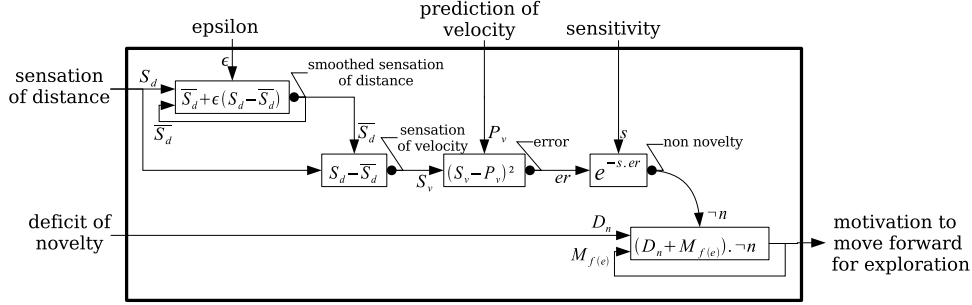 prediction of
velocity
epsilon
sensitivity
sensation
of distance
S_d
ϵ
smoothed sensation
of distance
S̅_d+ϵ(S_d−S̅_d)
S̅_d
S̅_d
sensation
of velocity
P_v
error
s
non novelty
S_d−S̅_d
S_v
(S_v−P_v)²
er
e^{-s.er}
¬n
deficit of
novelty
D_n
M_{f(e)}
(D_n+M_{f(e)}).¬n
motivation to
move forward
for exploration